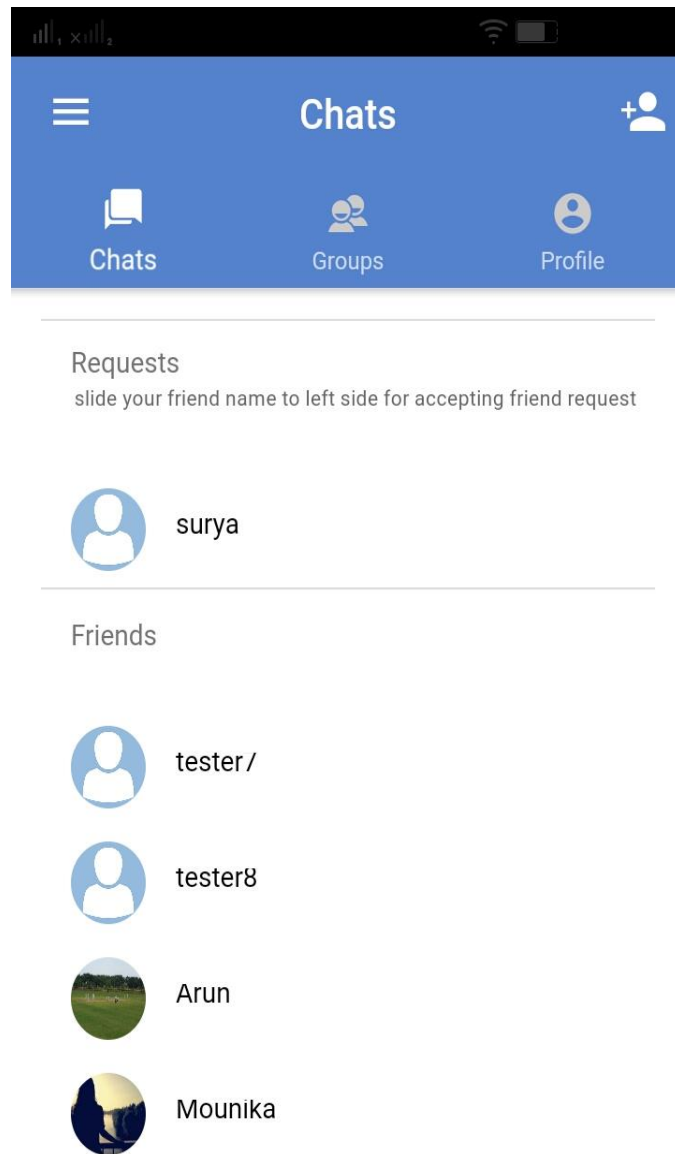 Chats
Chats Groups Profile
Requests
slide your friend name to left side for accepting friend request
surya
Friends
tester7
tester8
Arun
Mounika